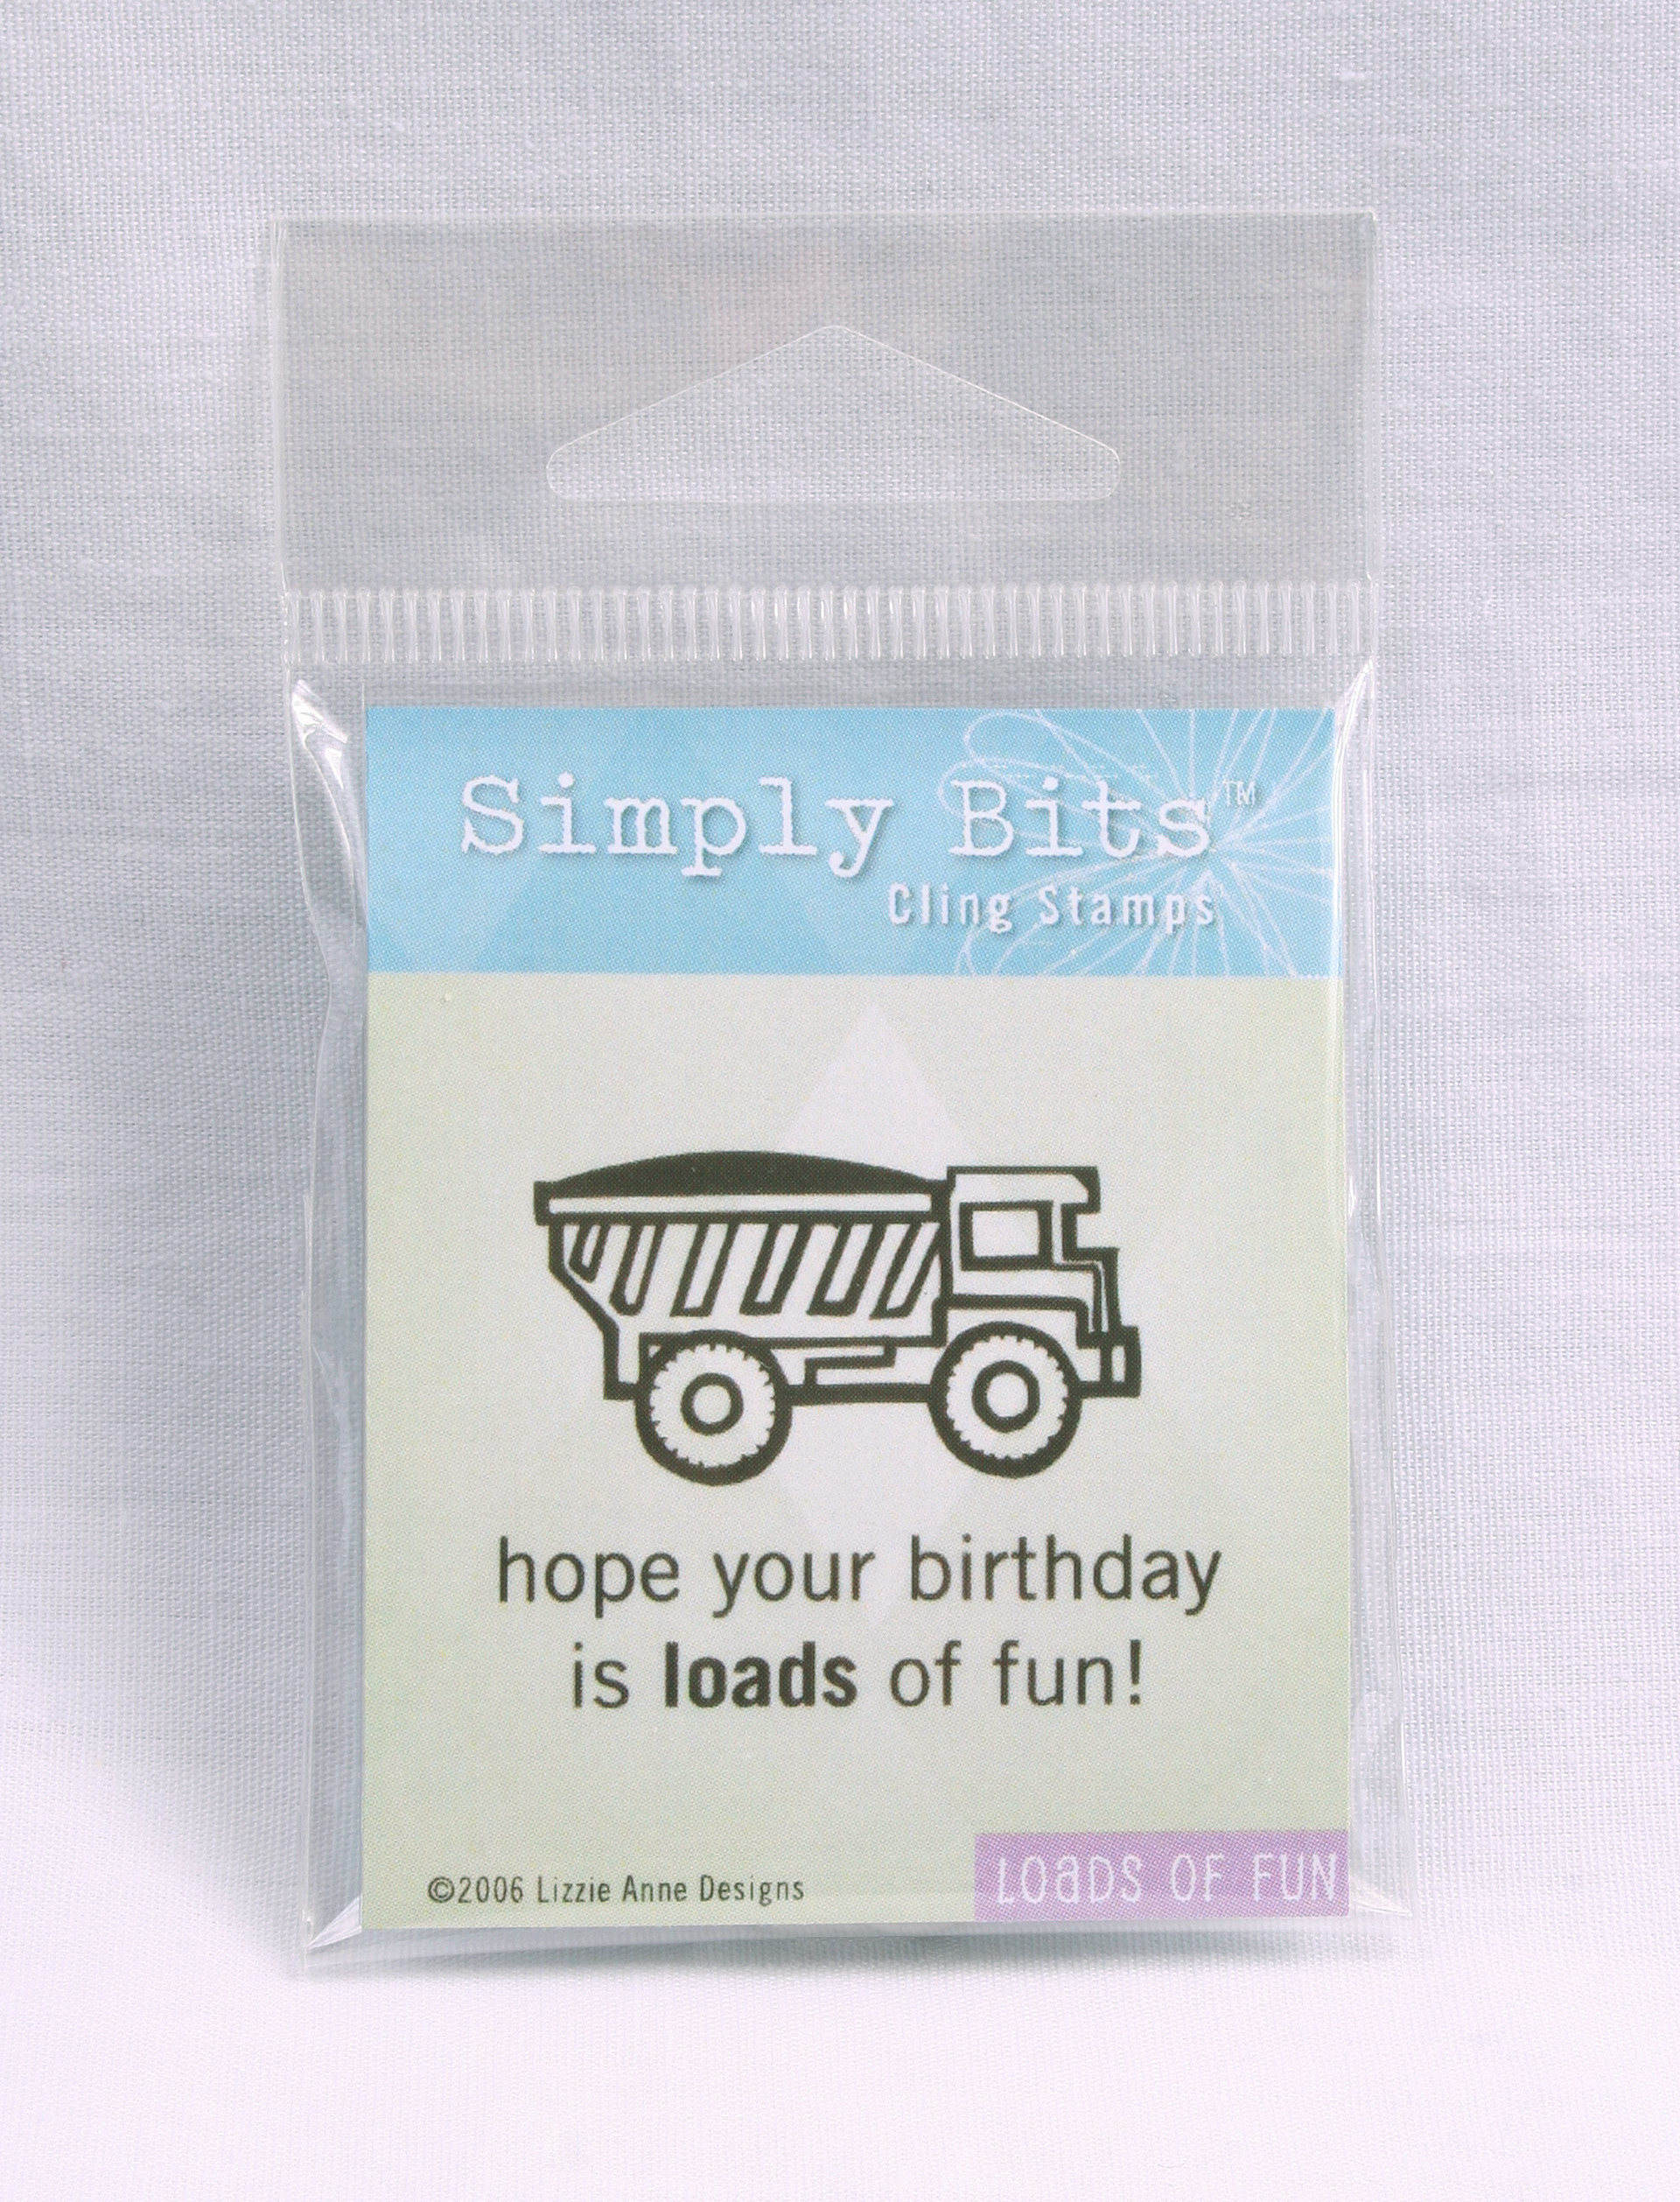 Simply Bits™
Cling Stamps
hope your birthday
is loads of fun!
©2006 Lizzie Anne Designs
LOaDS OF FUN